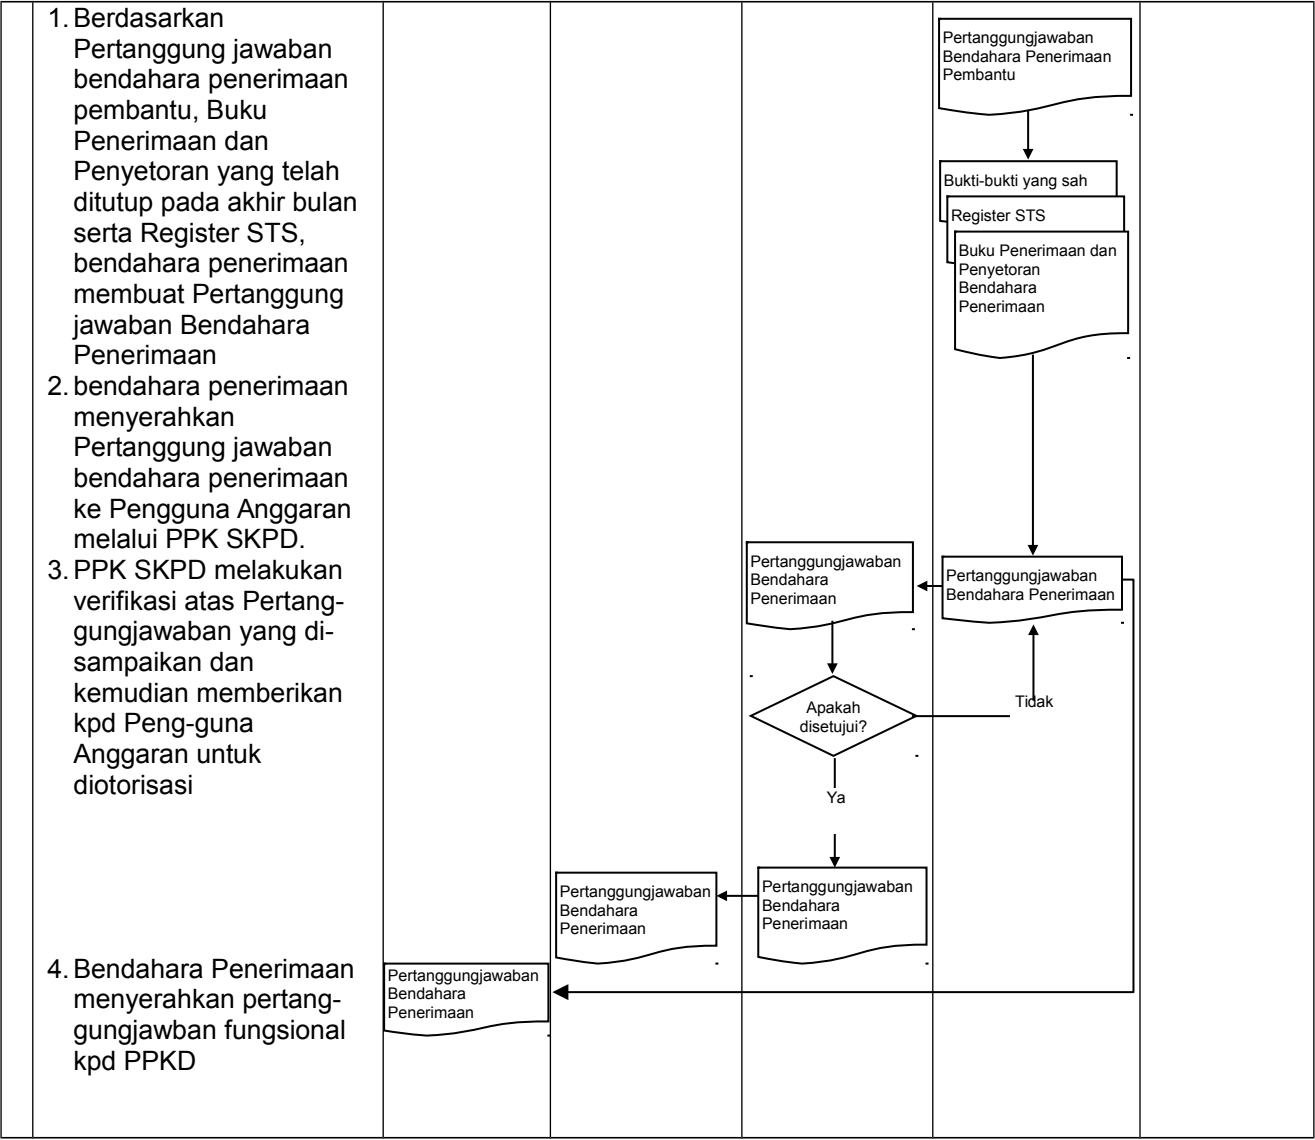 1. Berdasarkan
Pertanggung jawaban
bendahara penerimaan
pembantu, Buku
Penerimaan dan
Penyetoran yang telah
ditutup pada akhir bulan
serta Register STS,
bendahara penerimaan
membuat Pertanggung
jawaban Bendahara
Penerimaan
2. bendahara penerimaan
menyerahkan
Pertanggung jawaban
bendahara penerimaan
ke Pengguna Anggaran
melalui PPK SKPD.
3. PPK SKPD melakukan
verifikasi atas Pertang-
gungjawaban yang di-
sampaikan dan
kemudian memberikan
kpd Peng-guna
Anggaran untuk
diotorisasi
4. Bendahara Penerimaan
menyerahkan pertang-
gungjawban fungsional
kpd PPKD
Pertanggungjawaban
Bendahara Penerimaan
Pembantu
Bukti-bukti yang sah
Register STS
Buku Penerimaan dan
Penyetoran
Bendahara
Penerimaan
Pertanggungjawaban
Bendahara Penerimaan
Pertanggungjawaban
Bendahara
Penerimaan
Apakah
disetujui?
Tidak
Ya
Pertanggungjawaban
Bendahara
Penerimaan
Pertanggungjawaban
Bendahara
Penerimaan
Pertanggungjawaban
Bendahara
Penerimaan